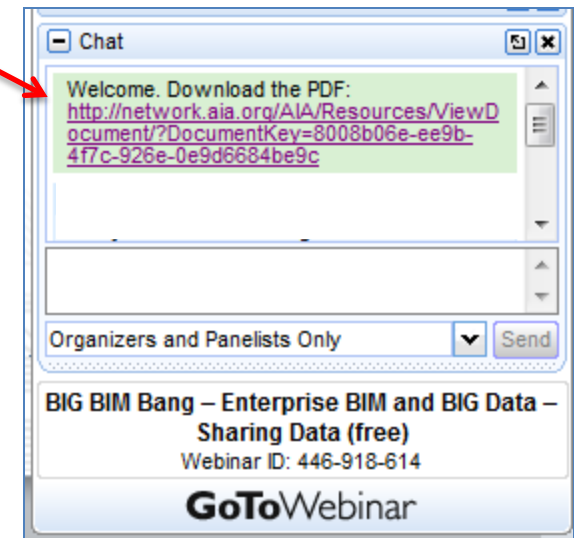 Chat
Welcome. Download the PDF:
http://network.aia.org/AIA/Resources/ViewD
ocument/?DocumentKey=8008b06e-ee9b-
4f7c-926e-0e9d6684be9c
Organizers and Panelists Only
Send
BIG BIM Bang – Enterprise BIM and BIG Data –
Sharing Data (free)
Webinar ID: 446-918-614
GoToWebinar